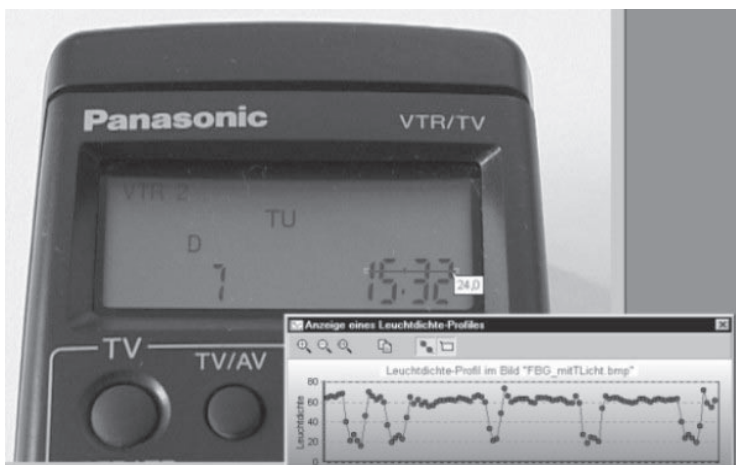 Panasonic
VTR/TV
VTR 2
TU
D
7
15:32
24,0
Anzeige eines Leuchtdichte-Profiles
TV
TV/AV
Leuchtdichte-Profil im Bild "FBG_mitTLicht.bmp"
Leuchtdichte
80
60
40
20
0